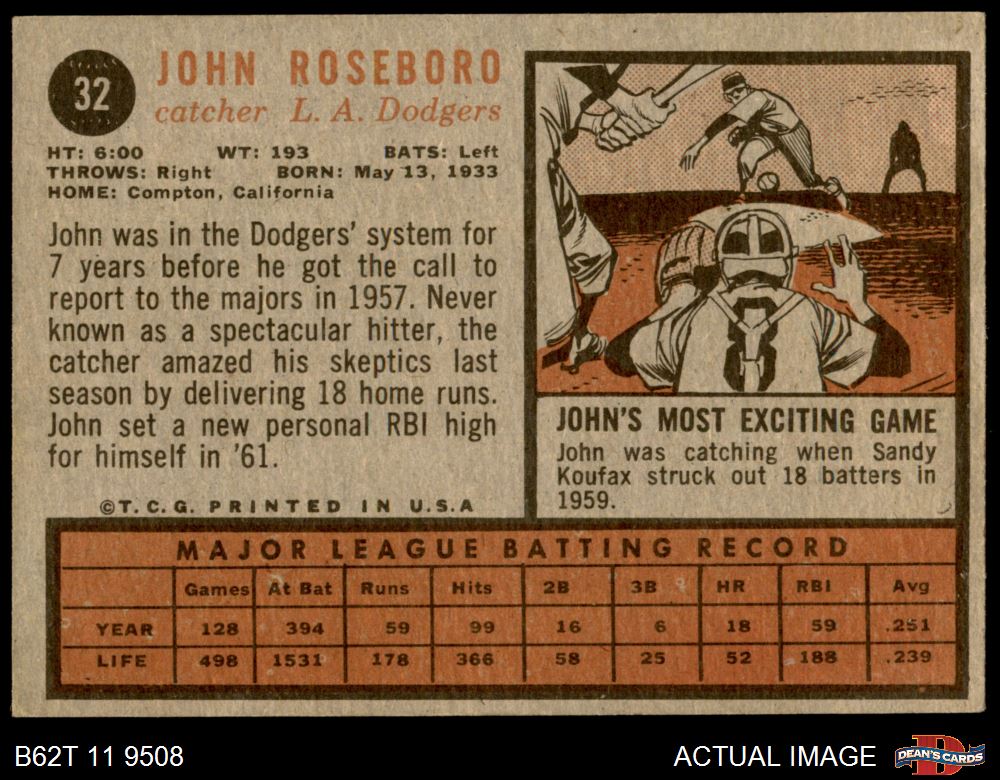 32
JOHN ROSEBORO
catcher L. A. Dodgers
HT: 6:00 WT: 193 BATS: Left
THROWS: Right BORN: May 13, 1933
HOME: Compton, California
John was in the Dodgers' system for
7 years before he got the call to
report to the majors in 1957. Never
known as a spectacular hitter, the
catcher amazed his skeptics last
season by delivering 18 home runs.
John set a new personal RBI high
for himself in '61.
©T.C.G. PRINTED IN U.S.A
8
JOHN'S MOST EXCITING GAME
John was catching when Sandy
Koufax struck out 18 batters in
1959.
MAJOR LEAGUE BATTING RECORD
Games At Bat Runs Hits 2B 3B HR RBI Avg
YEAR 128 394 59 99 16 6 18 59 .251
LIFE 498 1531 178 366 58 25 52 188 .239
B62T 11 9508
ACTUAL IMAGE
D
DEAN'S CARDS